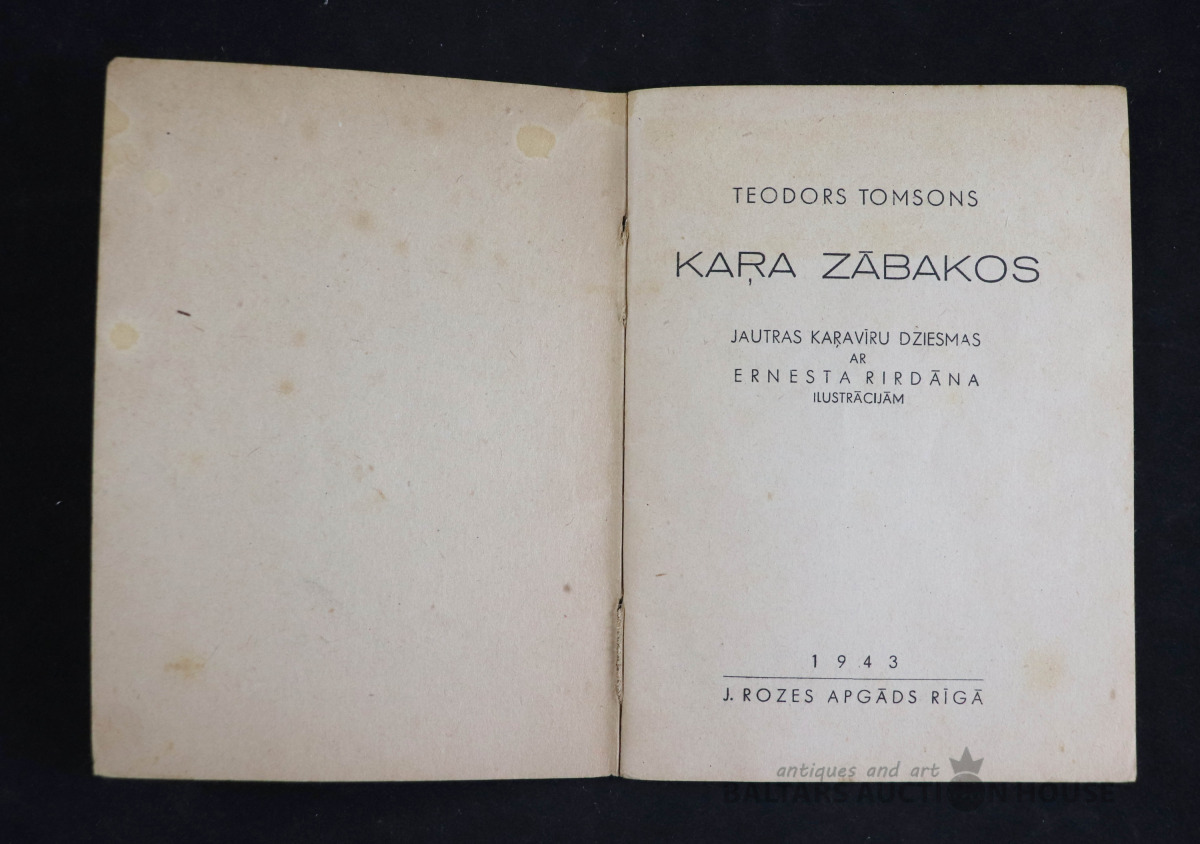 TEODORS TOMSONS
KAŖA ZĀBAKOS
JAUTRAS KAŖAVĪRU DZIESMAS
AR
ERNESTA RIRDĀNA
ILUSTRĀCIJĀM
1943
J. ROZES APGĀDS RĪGĀ
antiques and art
BALTARS AUCTION HOUSE